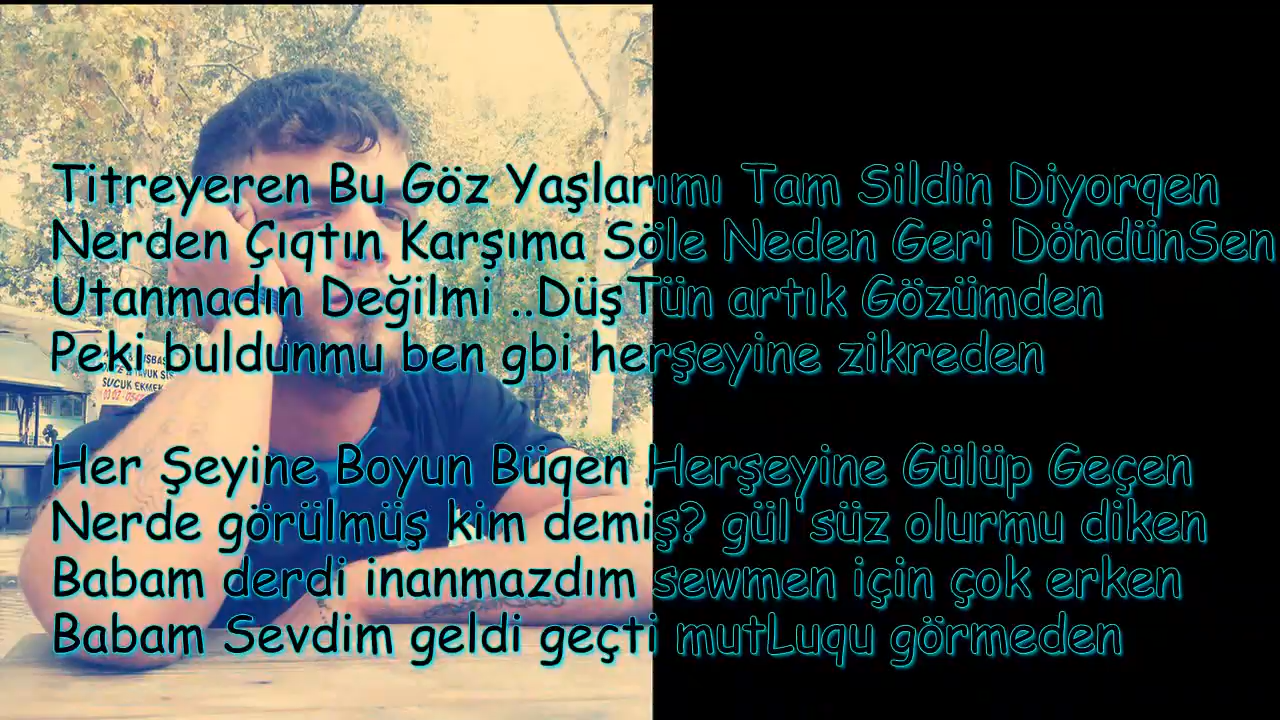 Titreyeren Bu Göz Yaşlarımı Tam Sildin Diyorqen
Nerden Çıqtın Karşıma Söle Neden Geri DöndünSen
Utanmadın Değilmi ..DüşTün artık Gözümden
Peki buldunmu ben gbi herşeyine zikreden
Her Şeyine Boyun Büqen Herşeyine Gülüp Geçen
Nerde görülmüş kim demiş? gül'süz olurmu diken
Babam derdi inanmazdım sewmen için çok erken
Babam Sevdim geldi geçti mutLuqu görmeden
SUCUK EKMEK